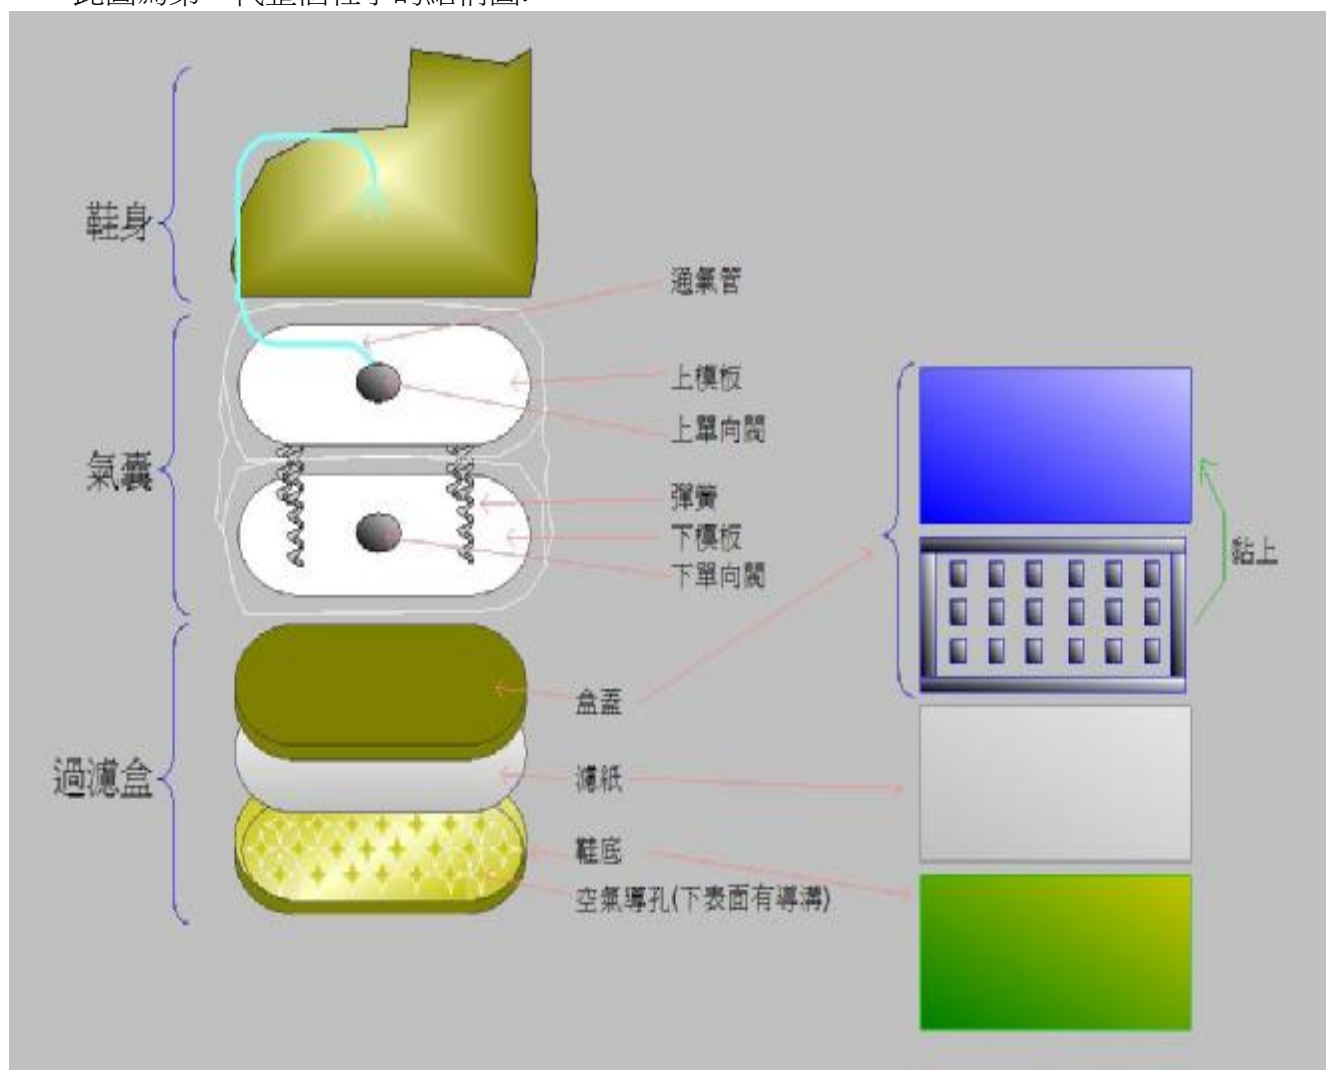 鞋身
通氣管
上模板
上單向閥
氣囊
彈簧
下模板
下單向閥
黏上
盒蓋
過濾盒
濾紙
鞋底
空氣導孔(下表面有導溝)